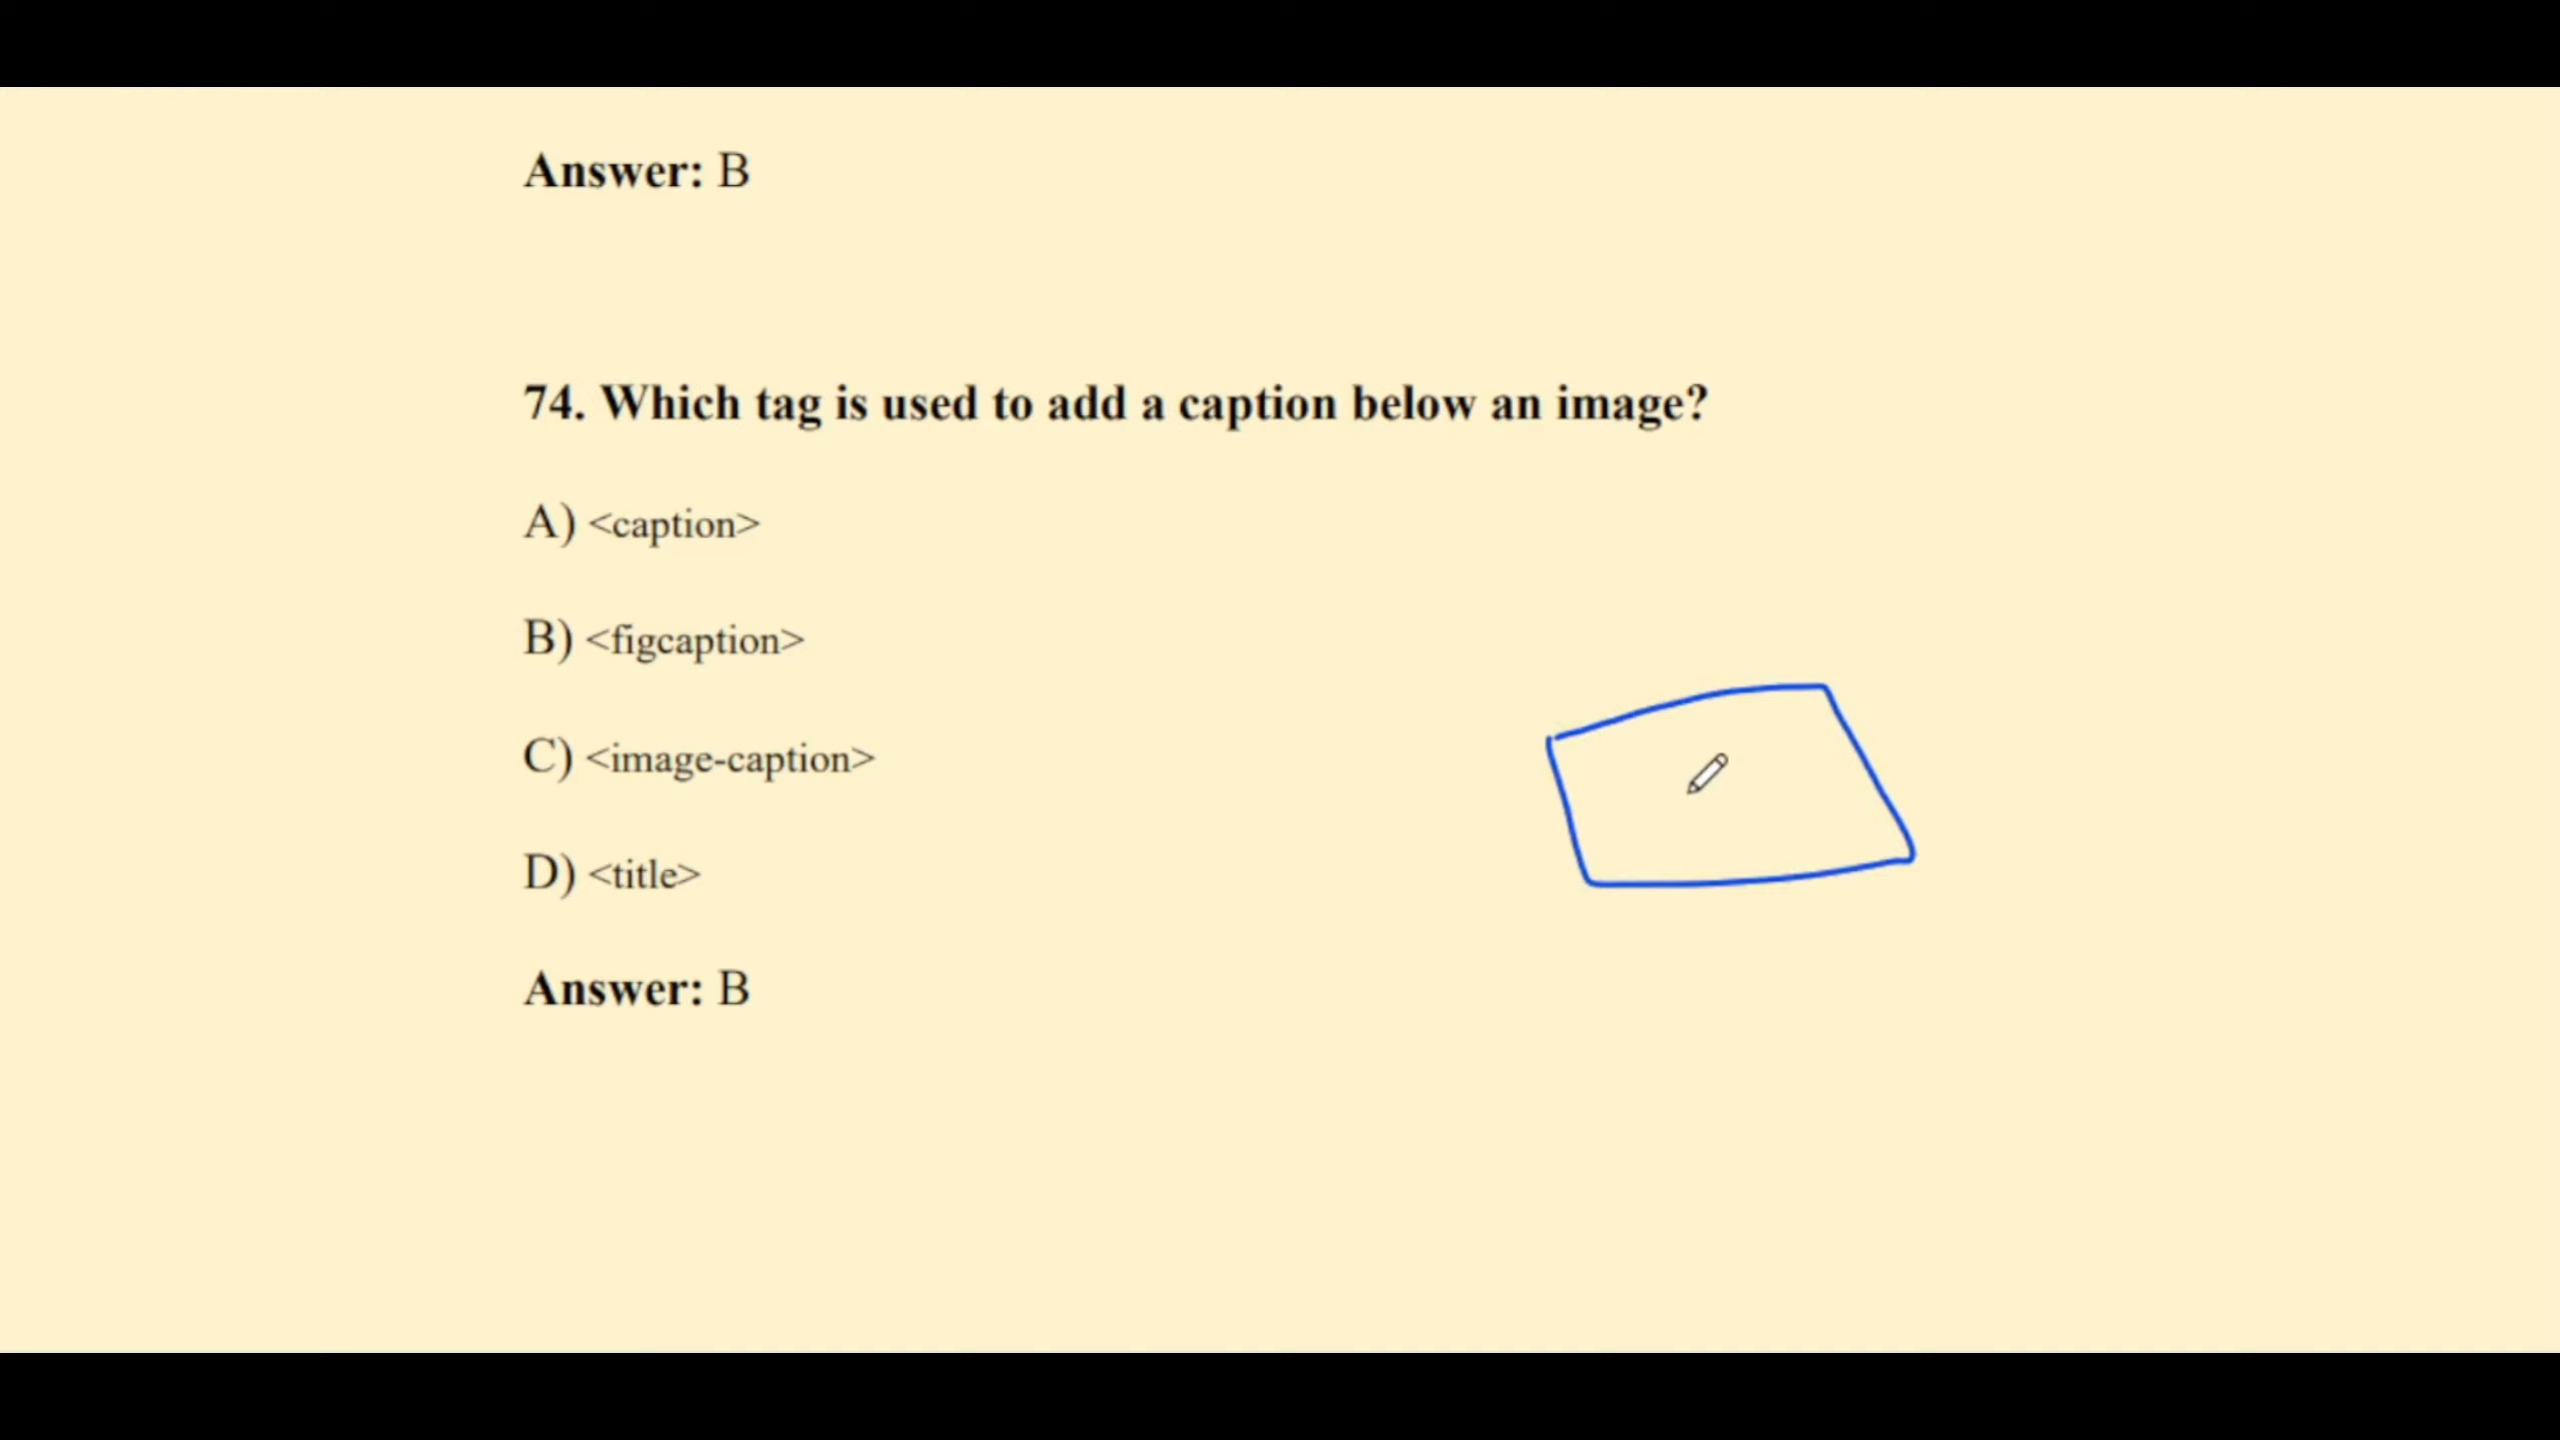 Answer: B
74. Which tag is used to add a caption below an image?
A) <caption>
B) <figcaption>
C) <image-caption>
D) <title>
Answer: B